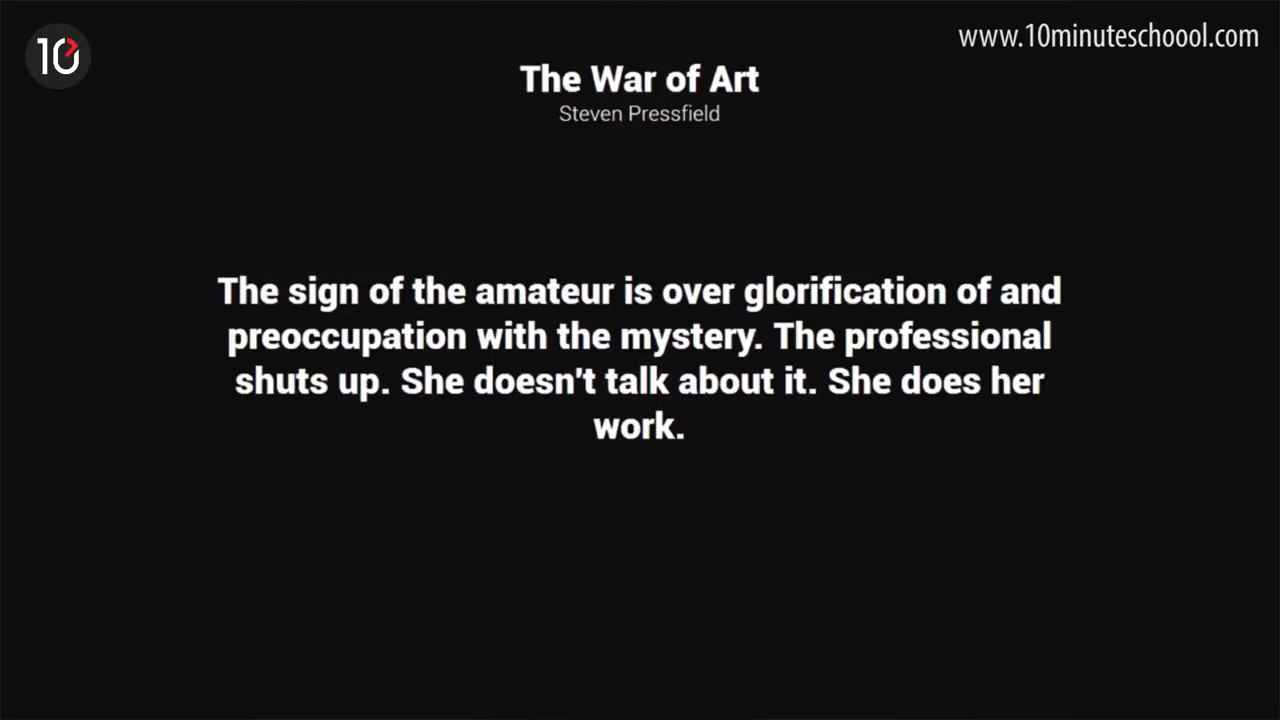 10
www.10minuteschoool.com
The War of Art
Steven Pressfield
The sign of the amateur is over glorification of and
preoccupation with the mystery. The professional
shuts up. She doesn't talk about it. She does her
work.